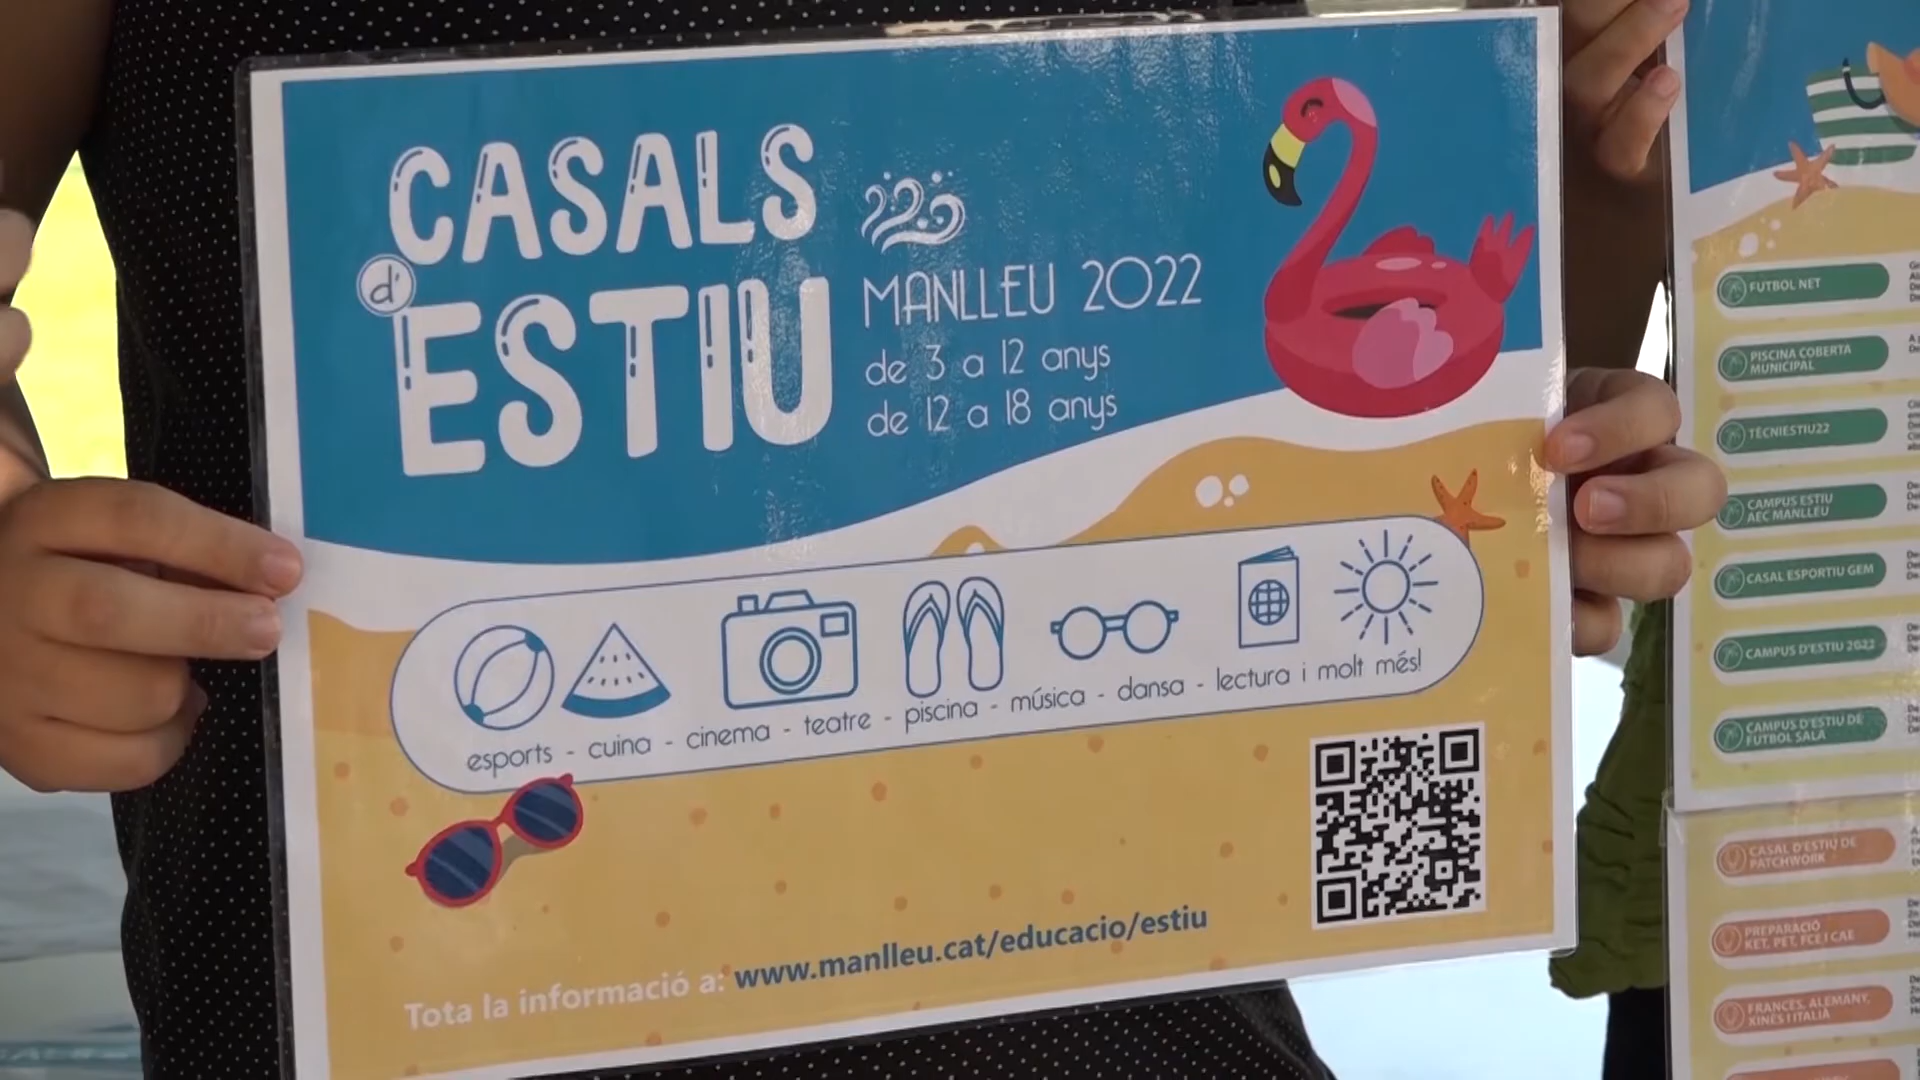 CASALS
d'
ESTIU
MANLLEU 2022
de 3 a 12 anys
de 12 a 18 anys
esports - cuina - cinema - teatre - piscina - música - dansa - lectura i molt més!
Tota la informació a: www.manlleu.cat/educacio/estiu
FUTBOL NET
PISCINA COBERTA
MUNICIPAL
TECNIESTIU22
CAMPUS ESTIU
AEC MANLLEU
CASAL ESPORTIU GEM
CAMPUS D'ESTIU 2022
CAMPUS D'ESTIU DE
FUTBOL SALA
CASAL D'ESTIU DE
PATCHWORK
PREPARACIÓ
KET, PET, FCE I CAE
FRANCÈS, ALEMANY,
XINÈS I ITALIÀ